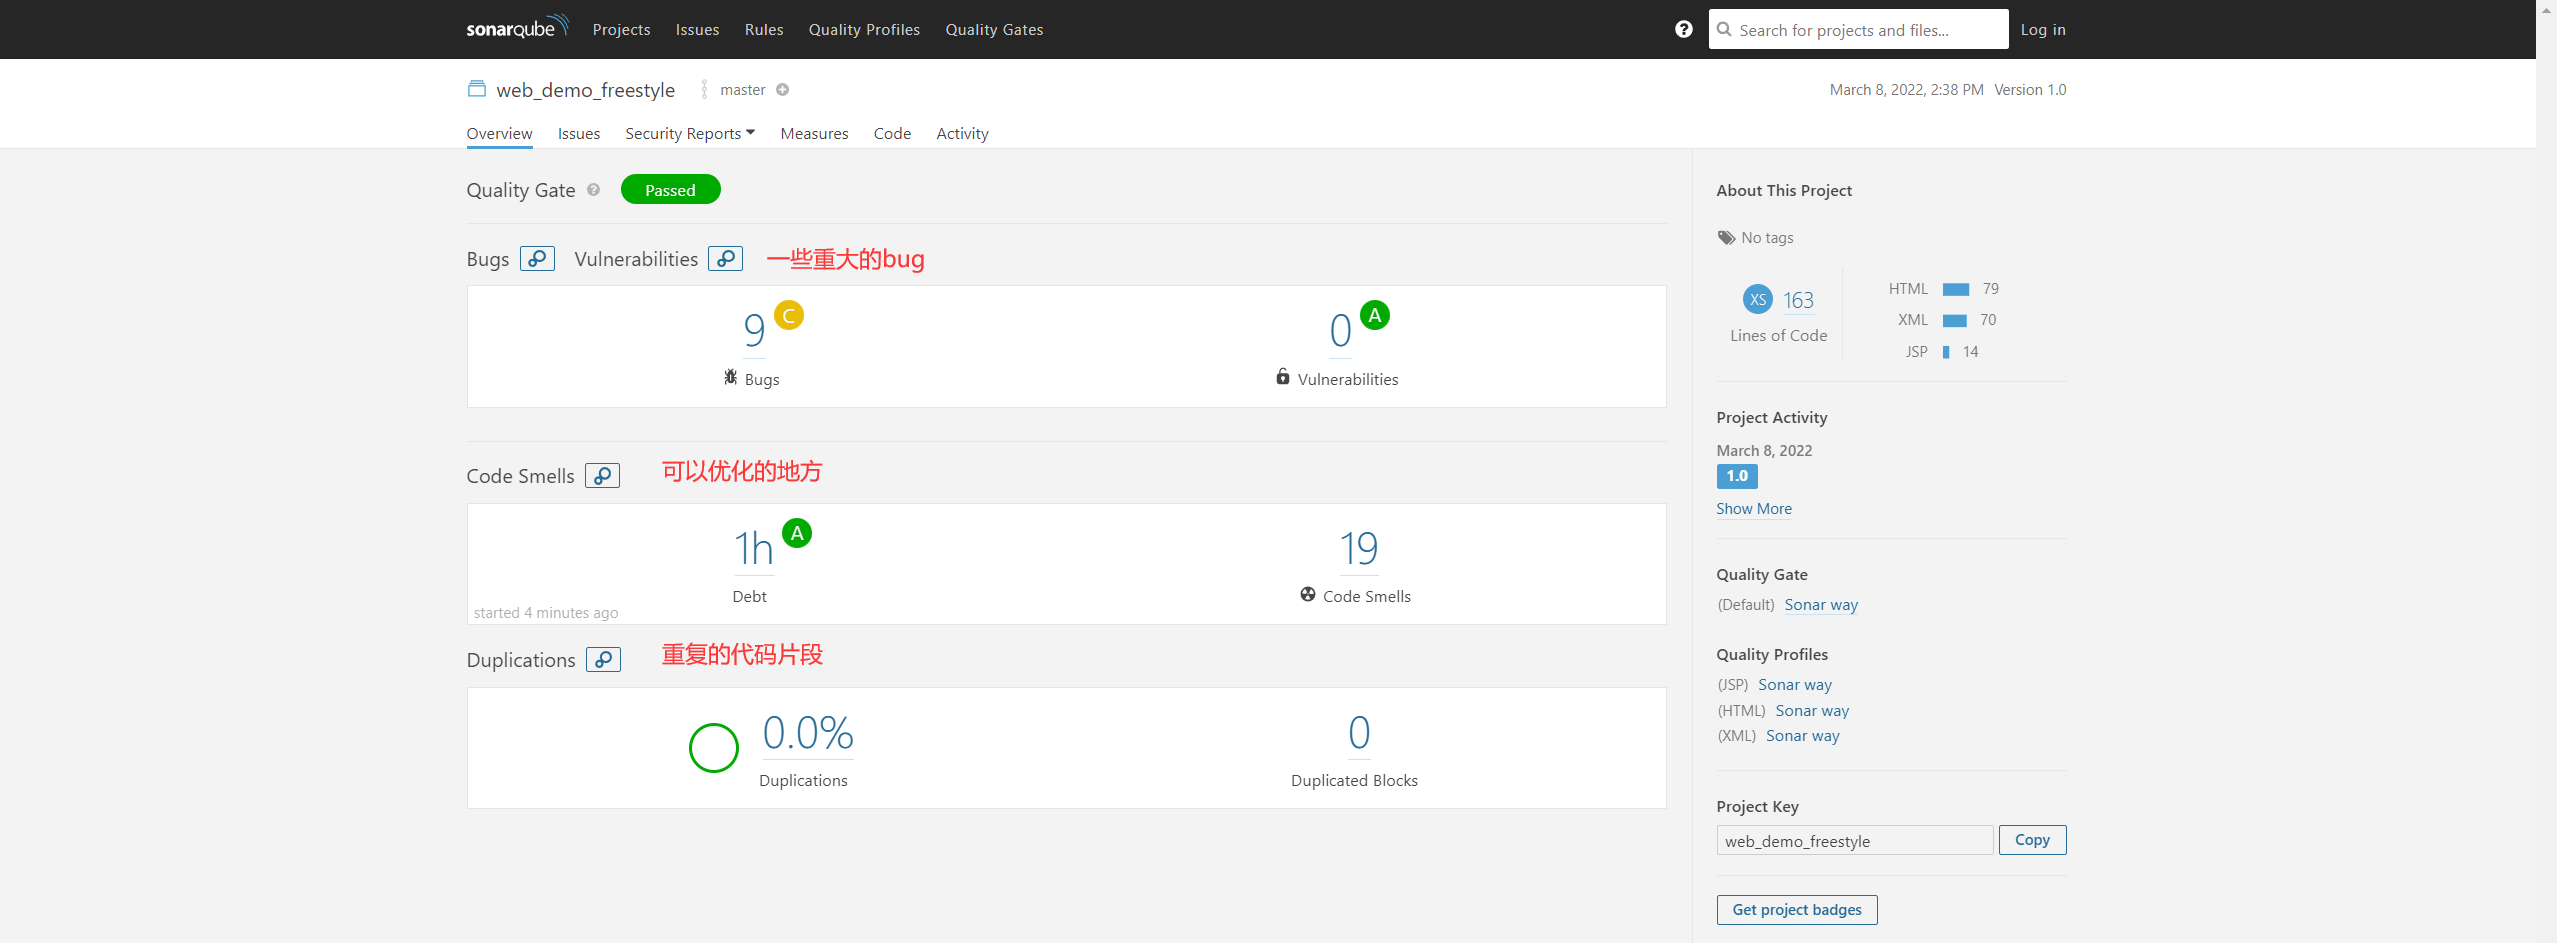 sonarqube Projects Issues Rules Quality Profiles Quality Gates ? Search for projects and files... Log in
web_demo_freestyle master March 8, 2022, 2:38 PM Version 1.0
Overview Issues Security Reports Measures Code Activity
Quality Gate ? Passed
Bugs Vulnerabilities 一些重大的bug
9 C
Bugs
0 A
Vulnerabilities
Code Smells 可以优化的地方
1h A
Debt
started 4 minutes ago
19
Code Smells
Duplications 重复的代码片段
0.0%
Duplications
0
Duplicated Blocks
About This Project
No tags
XS 163
Lines of Code
HTML 79
XML 70
JSP 14
Project Activity
March 8, 2022
1.0
Show More
Quality Gate
(Default) Sonar way
Quality Profiles
(JSP) Sonar way
(HTML) Sonar way
(XML) Sonar way
Project Key
web_demo_freestyle Copy
Get project badges